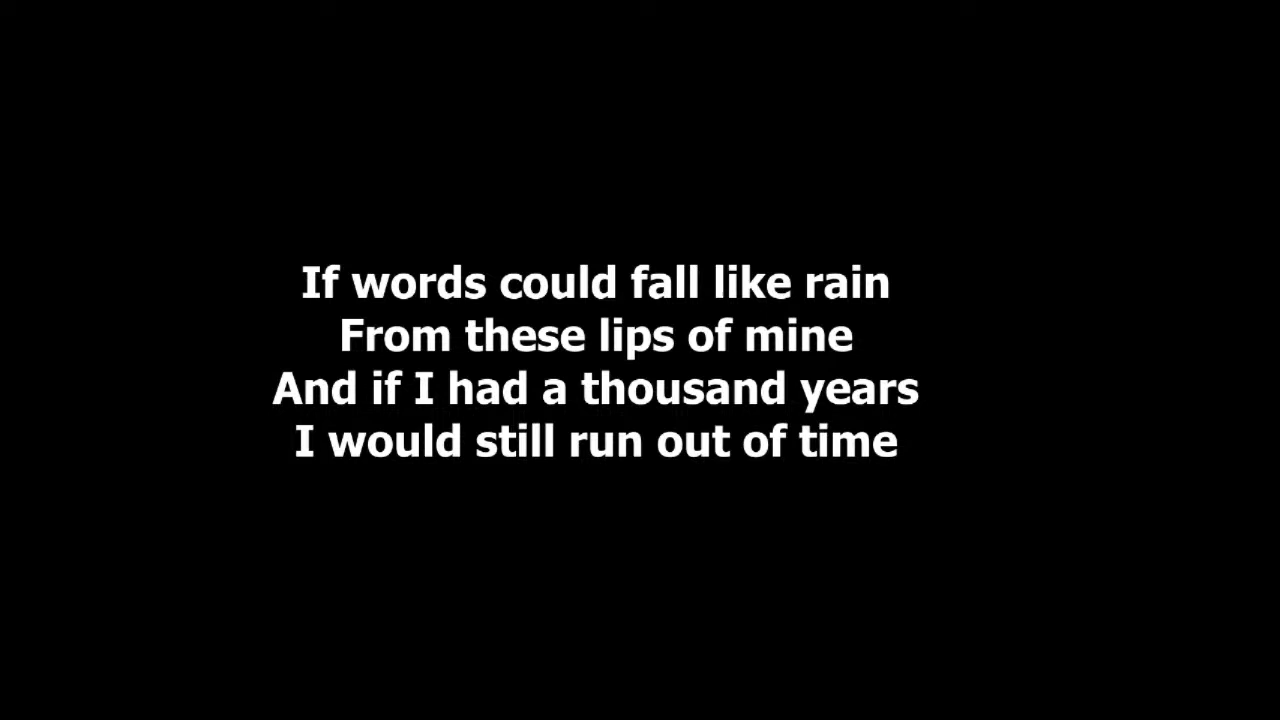 If words could fall like rain
From these lips of mine
And if I had a thousand years
I would still run out of time